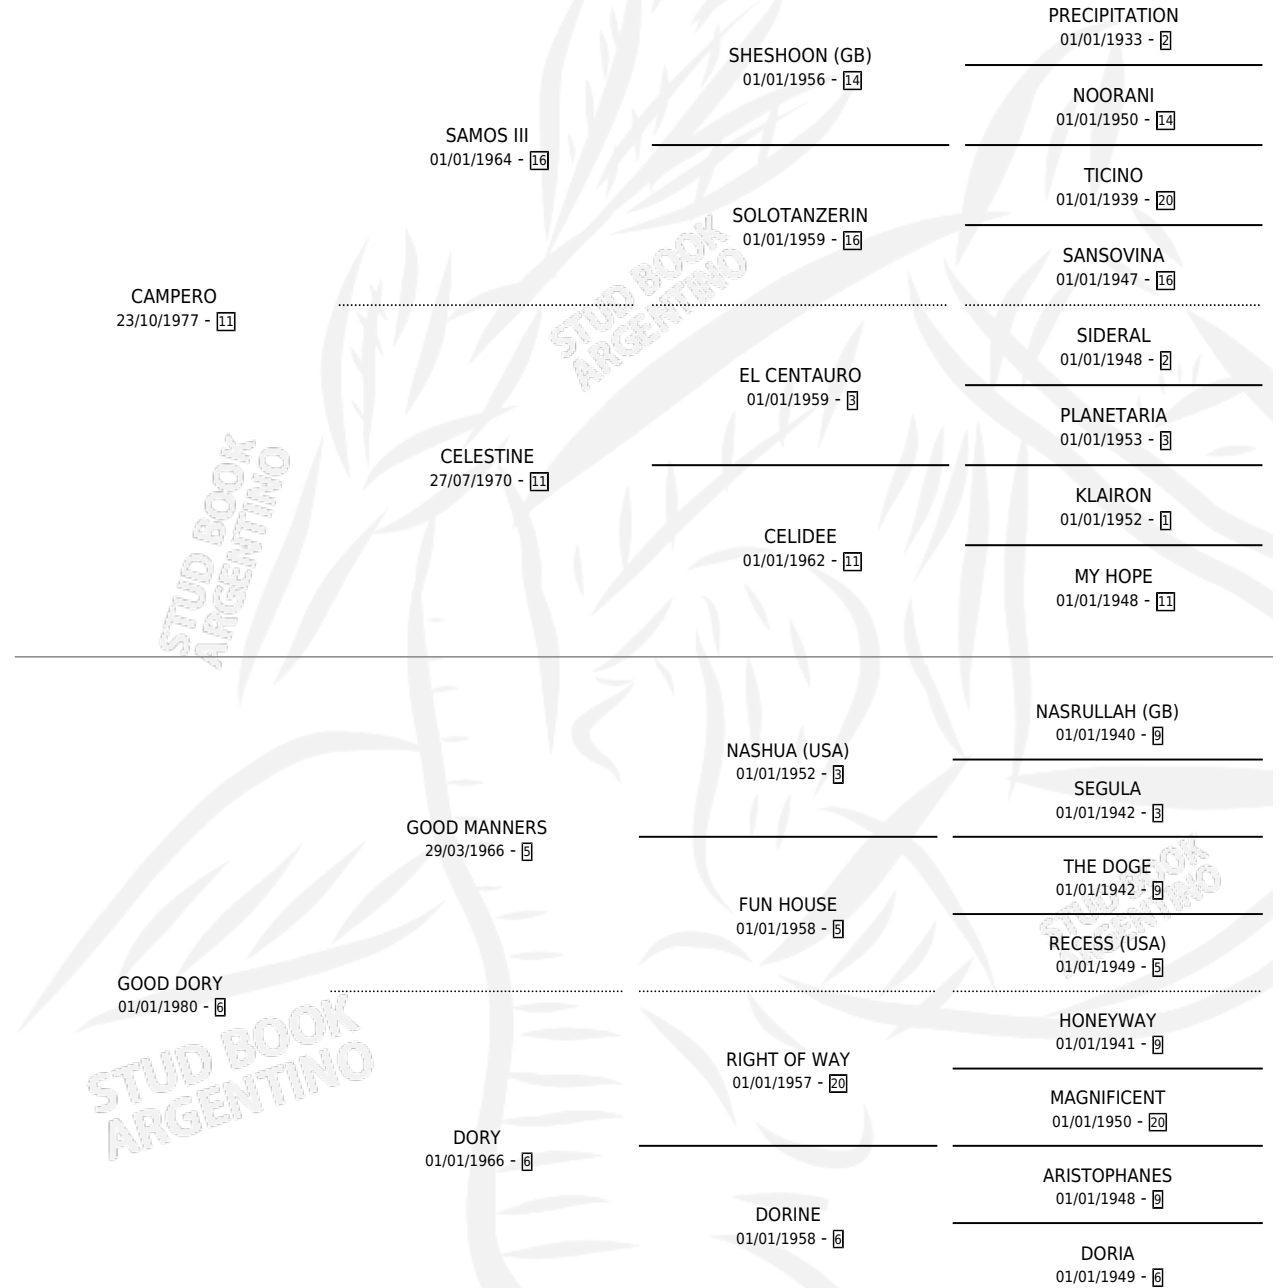 PRECIPITATION
01/01/1933 - 2
SHESHOON (GB)
01/01/1956 - 14
NOORANI
01/01/1950 - 14
SAMOS III
01/01/1964 - 16
TICINO
01/01/1939 - 20
SOLOTANZERIN
01/01/1959 - 16
SANSOVINA
01/01/1947 - 16
CAMPERO
23/10/1977 - 11
SIDERAL
01/01/1948 - 2
EL CENTAURO
01/01/1959 - 3
PLANETARIA
01/01/1953 - 3
CELESTINE
27/07/1970 - 11
KLAIRON
01/01/1952 - 1
CELIDEE
01/01/1962 - 11
MY HOPE
01/01/1948 - 11
NASRULLAH (GB)
01/01/1940 - 9
NASHUA (USA)
01/01/1952 - 3
SEGULA
01/01/1942 - 3
GOOD MANNERS
29/03/1966 - 5
THE DOGE
01/01/1942 - 9
FUN HOUSE
01/01/1958 - 5
RECESS (USA)
01/01/1949 - 5
GOOD DORY
01/01/1980 - 6
HONEYWAY
01/01/1941 - 9
RIGHT OF WAY
01/01/1957 - 20
MAGNIFICENT
01/01/1950 - 20
DORY
01/01/1966 - 6
ARISTOPHANES
01/01/1948 - 9
DORINE
01/01/1958 - 6
DORIA
01/01/1949 - 6
STUD BOOK
ARGENTINO
STUD BOOK
ARGENTINO
STUD BOOK
ARGENTINO
STUD BOOK
ARGENTINO